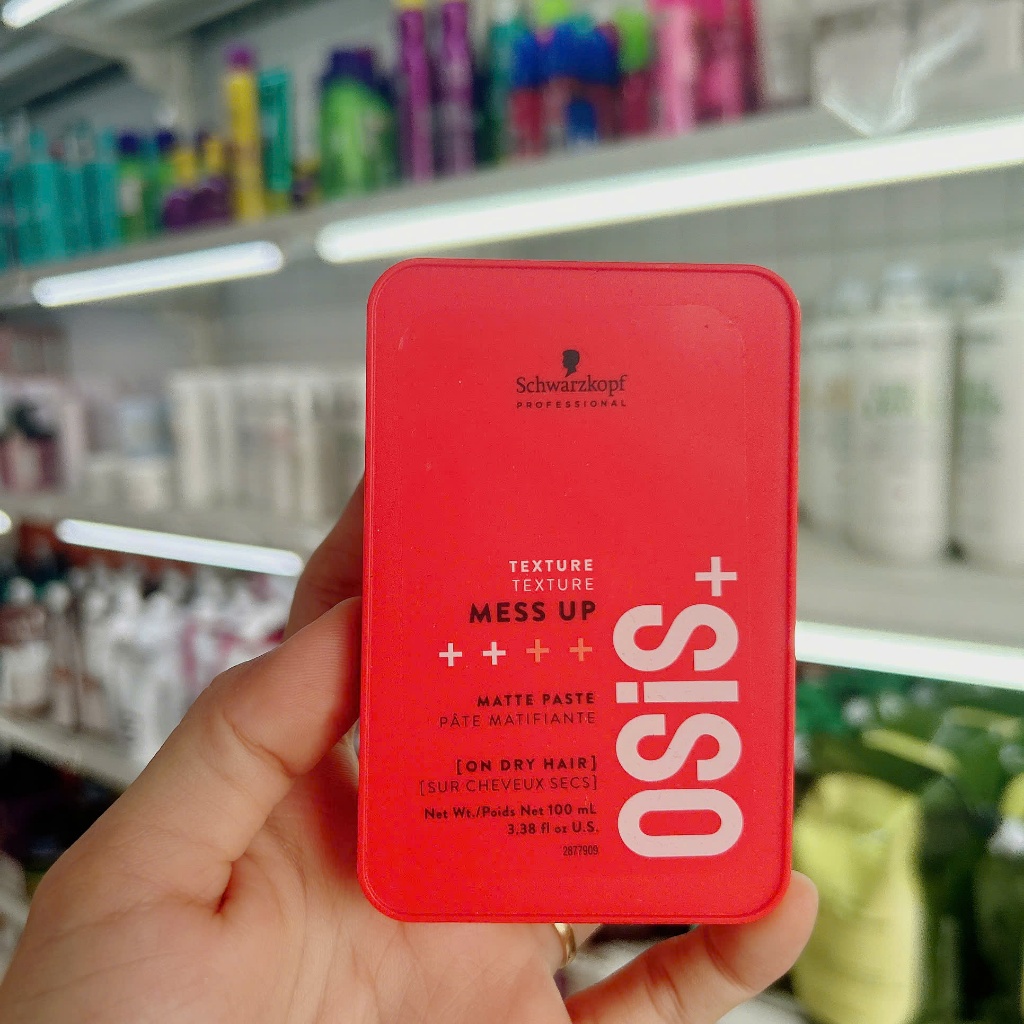 Schwarzkopf
PROFESSIONAL
TEXTURE
TEXTURE
MESS UP
++++
MATTE PASTE
PÂTE MATIFIANTE
[ON DRY HAIR]
[SUR CHEVEUX SECS]
Net Wt./Poids Net 100 mL
3,38 fl oz U.S.
2877909
OSiS+